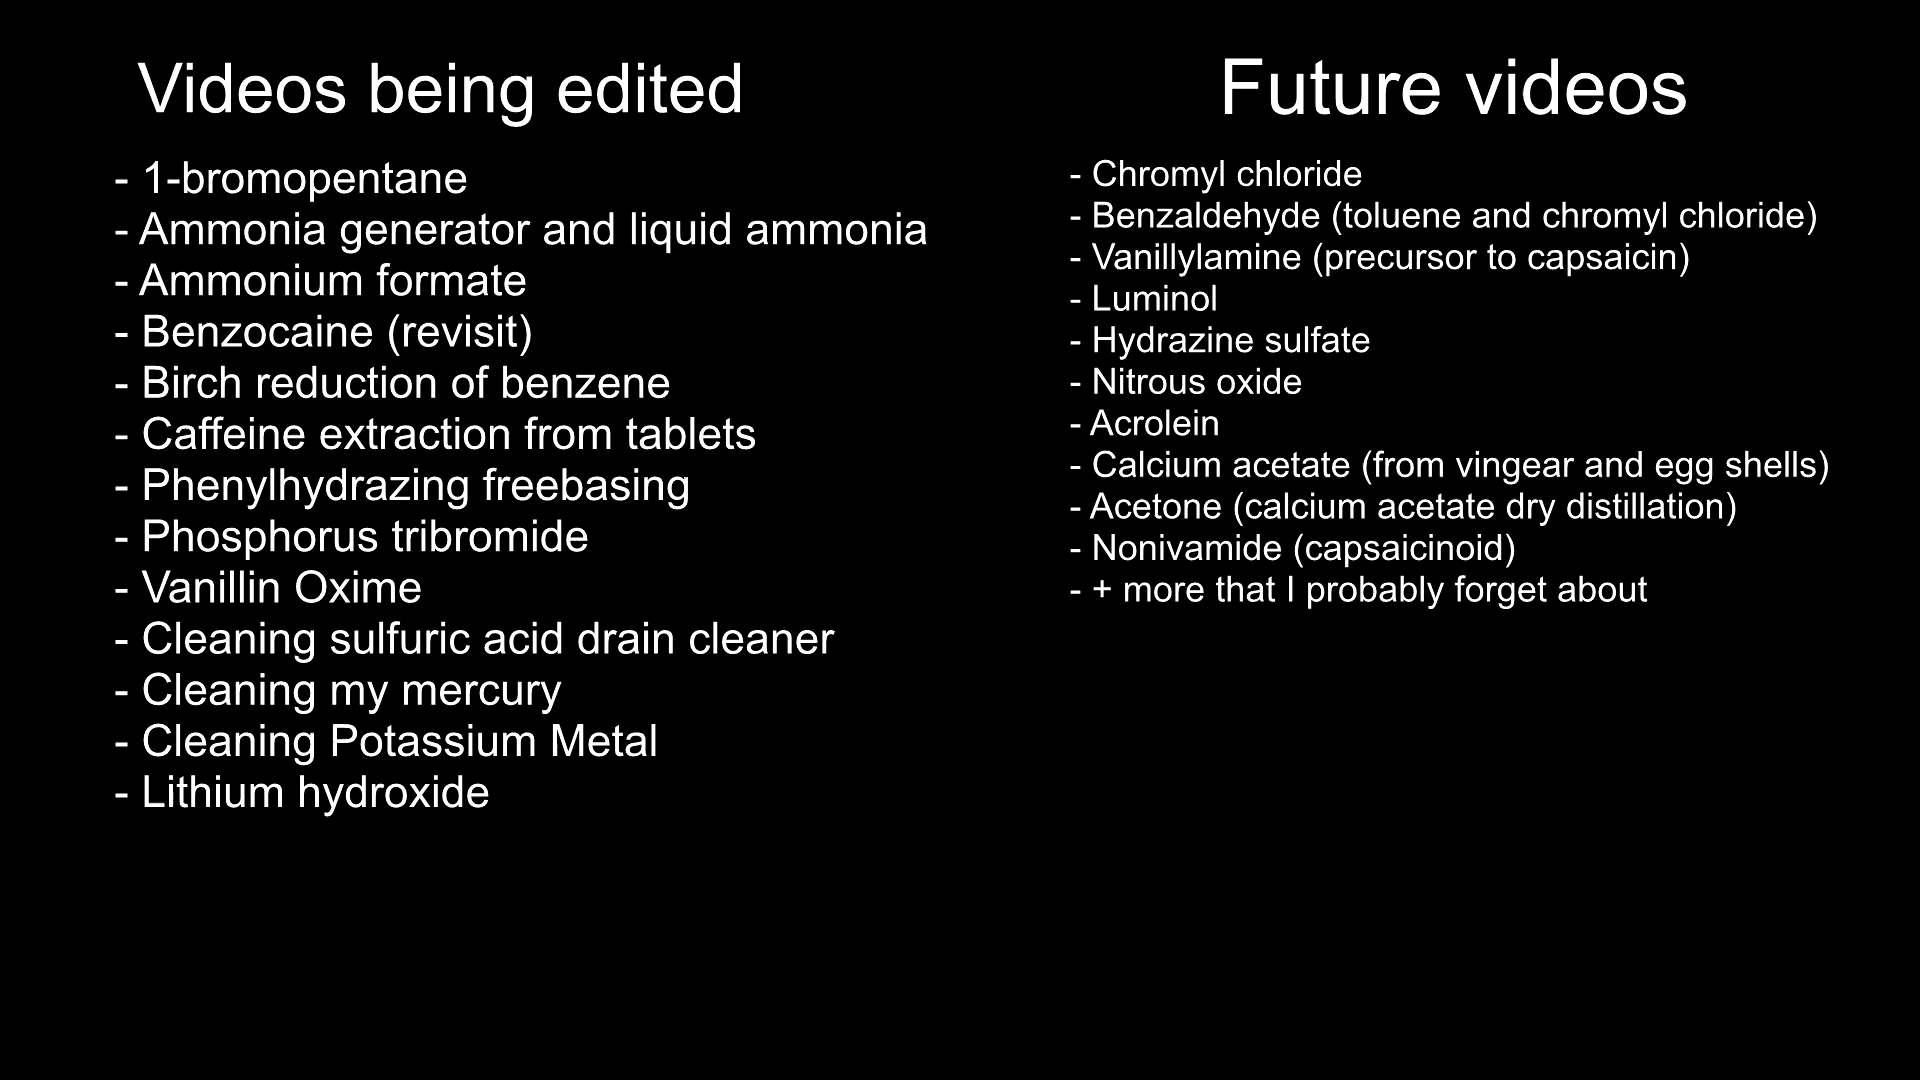 Videos being edited
- 1-bromopentane
- Ammonia generator and liquid ammonia
- Ammonium formate
- Benzocaine (revisit)
- Birch reduction of benzene
- Caffeine extraction from tablets
- Phenylhydrazing freebasing
- Phosphorus tribromide
- Vanillin Oxime
- Cleaning sulfuric acid drain cleaner
- Cleaning my mercury
- Cleaning Potassium Metal
- Lithium hydroxide
Future videos
- Chromyl chloride
- Benzaldehyde (toluene and chromyl chloride)
- Vanillylamine (precursor to capsaicin)
- Luminol
- Hydrazine sulfate
- Nitrous oxide
- Acrolein
- Calcium acetate (from vingear and egg shells)
- Acetone (calcium acetate dry distillation)
- Nonivamide (capsaicinoid)
- + more that I probably forget about